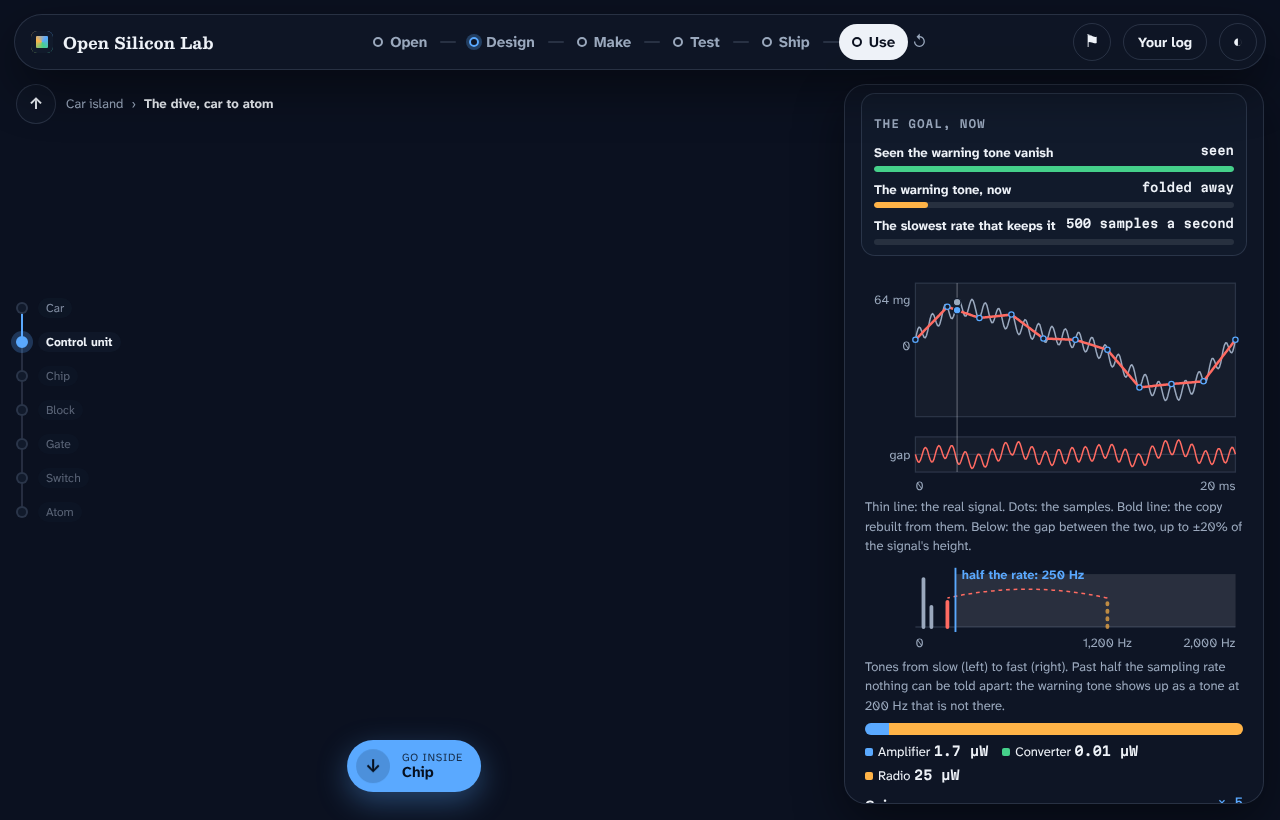 Open Silicon Lab
Open
Design
Make
Test
Ship
Use
Your log
Car island › The dive, car to atom
Car
Control unit
Chip
Block
Gate
Switch
Atom
GO INSIDE
Chip
THE GOAL, NOW
Seen the warning tone vanish seen
The warning tone, now folded away
The slowest rate that keeps it 500 samples a second
64 mg
0
gap
0 20 ms
Thin line: the real signal. Dots: the samples. Bold line: the copy
rebuilt from them. Below: the gap between the two, up to ±20% of
the signal's height.
half the rate: 250 Hz
0 1,200 Hz 2,000 Hz
Tones from slow (left) to fast (right). Past half the sampling rate
nothing can be told apart: the warning tone shows up as a tone at
200 Hz that is not there.
Amplifier 1.7 µW Converter 0.01 µW
Radio 25 µW